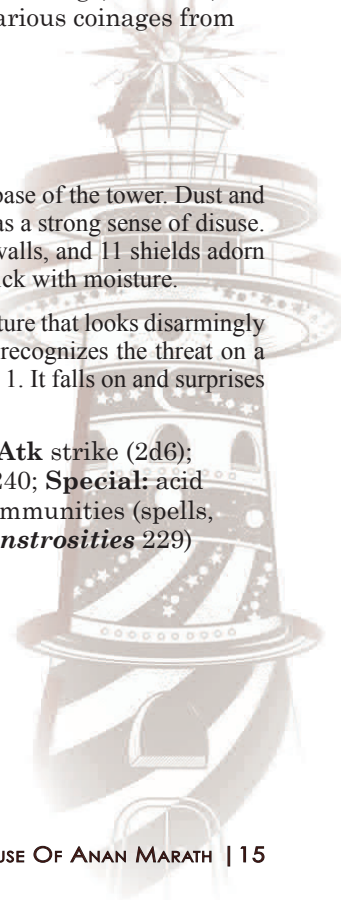 arious coinages from
base of the tower. Dust and
as a strong sense of disuse.
walls, and 11 shields adorn
ck with moisture.
ture that looks disarmingly
recognizes the threat on a
1. It falls on and surprises
Atk strike (2d6);
240; Special: acid
mmunities (spells,
nstrosities 229)
use Of Anan Marath | 15